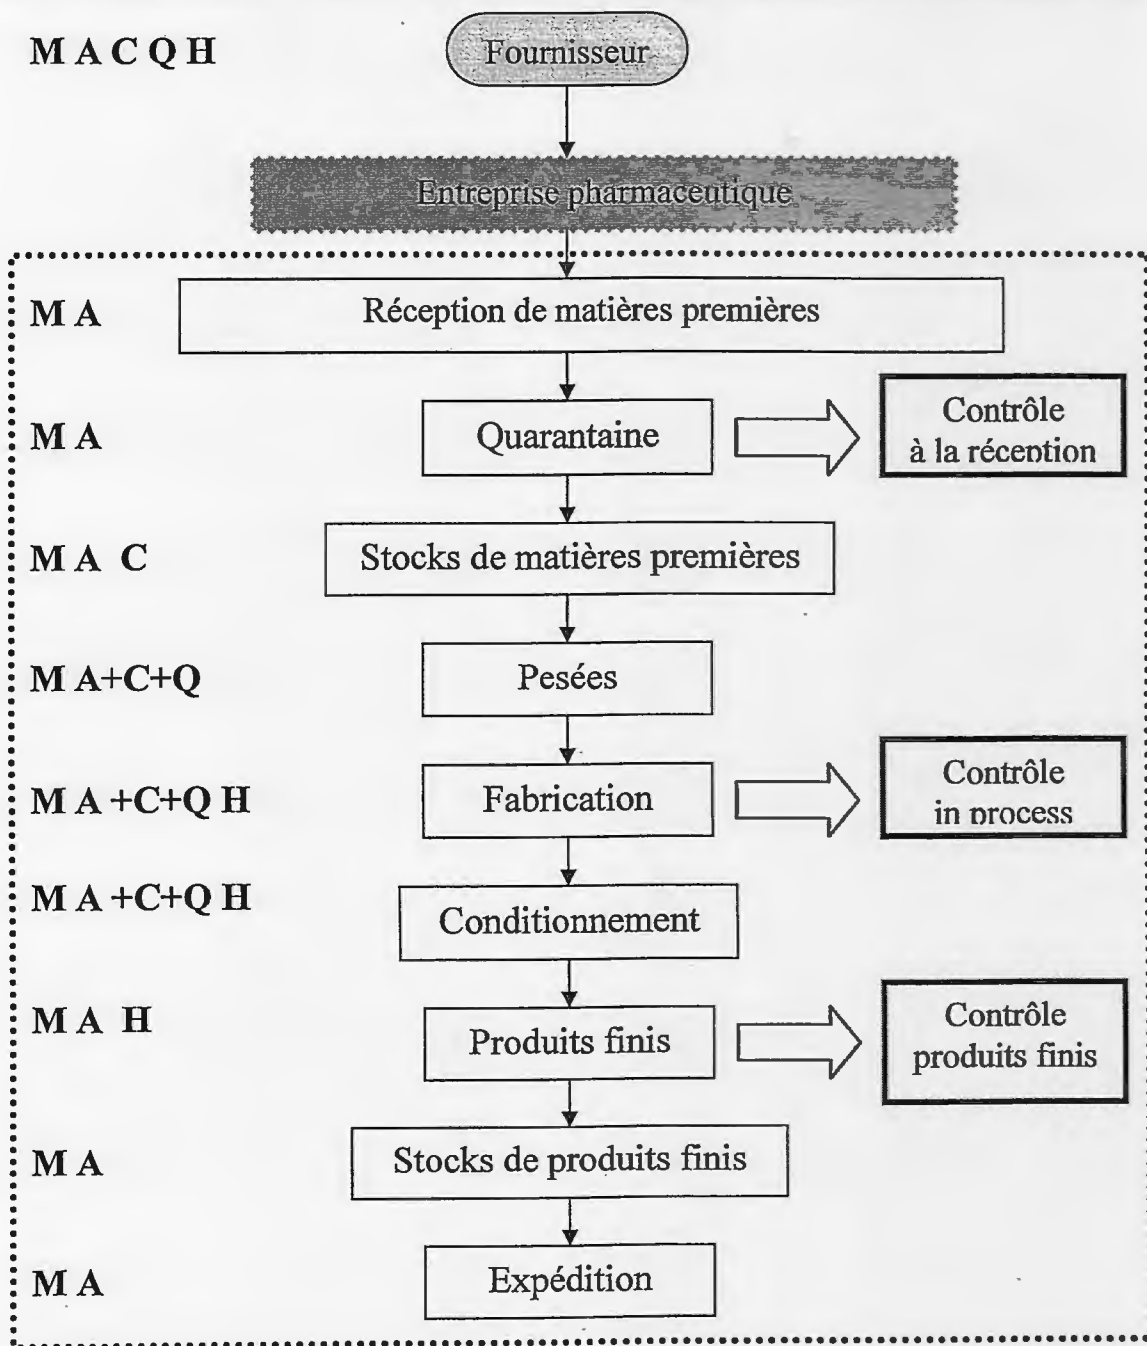 M A C Q H
Fournisseur
Entreprise pharmaceutique
M A
Réception de matières premières
M A
Quarantaine
Contrôle
à la réception
M A C
Stocks de matières premières
M A+C+Q
Pesées
M A +C+Q H
Fabrication
Contrôle
in process
M A +C+Q H
Conditionnement
M A H
Produits finis
Contrôle
produits finis
M A
Stocks de produits finis
M A
Expédition